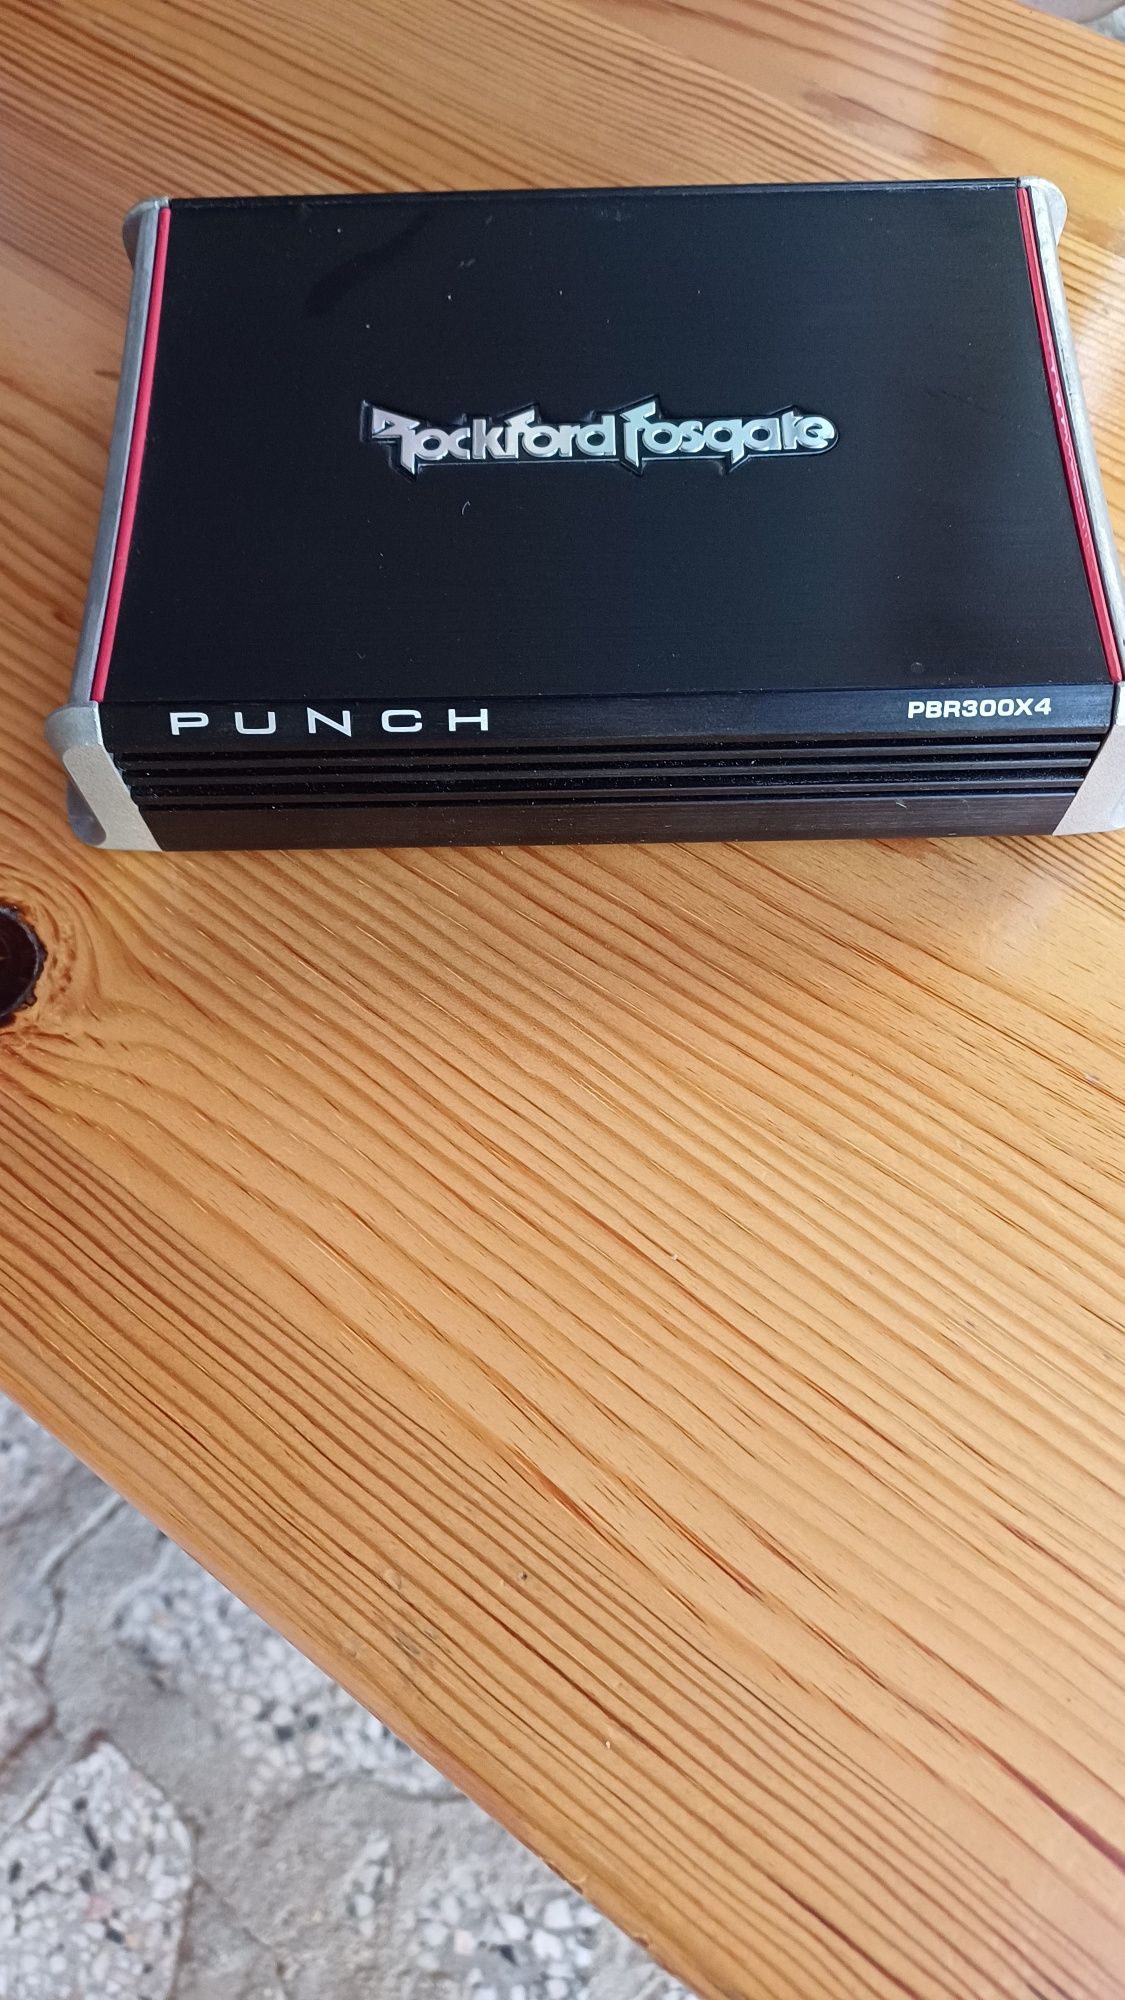 Rockford Fosgate
PUNCH
PBR300X4